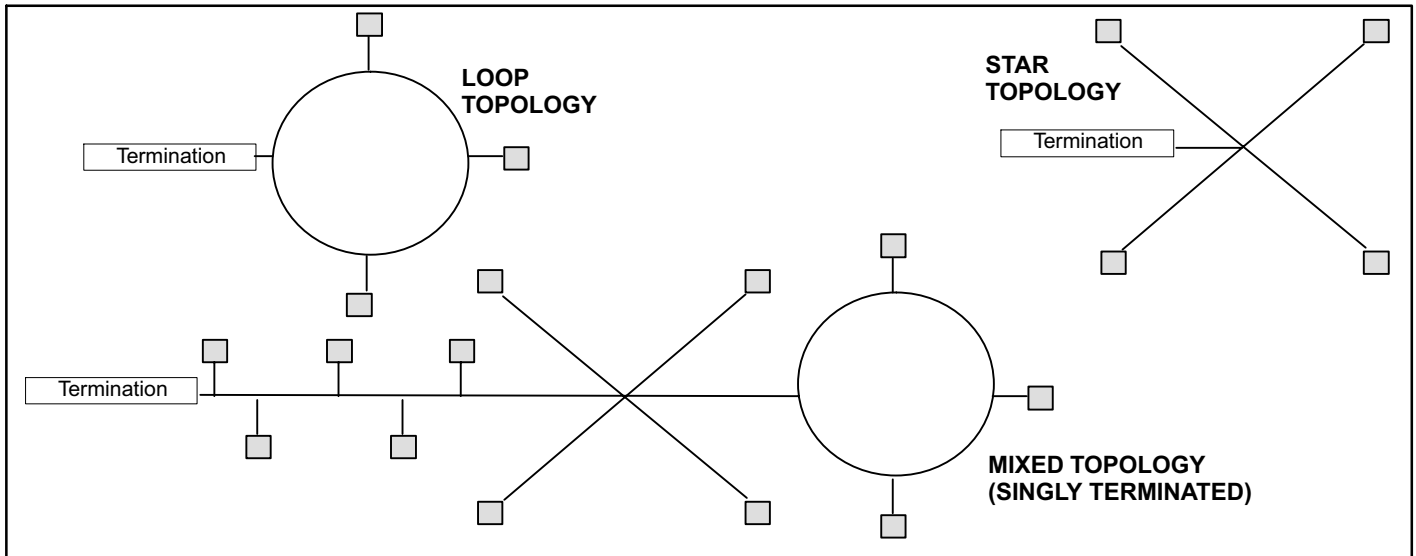 LOOP
TOPOLOGY
Termination
STAR
TOPOLOGY
Termination
Termination
MIXED TOPOLOGY
(SINGLY TERMINATED)